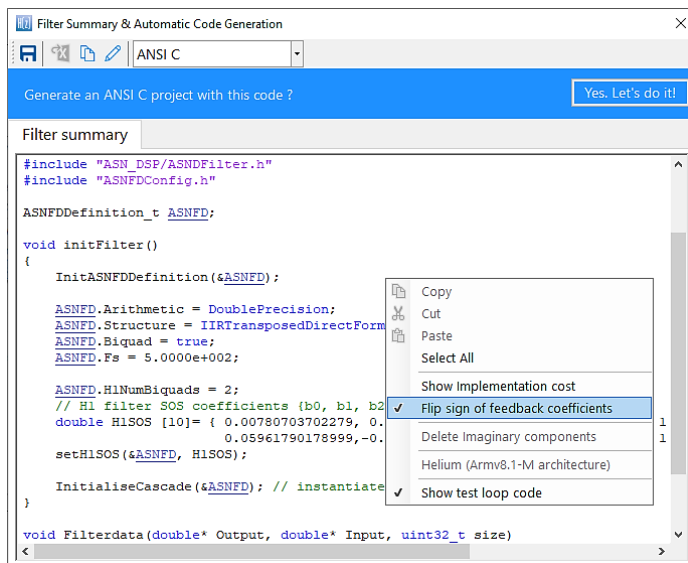 Filter Summary & Automatic Code Generation
ANSI C
Generate an ANSI C project with this code ?
Yes. Let's do it!
Filter summary
#include "ASN_DSP/ASNDFilter.h"
#include "ASNFDConfig.h"
ASNFDDefinition_t ASNFD;
void initFilter()
{
InitASNFDDefinition(&ASNFD);
ASNFD.Arithmetic = DoublePrecision;
ASNFD.Structure = IIRTransposedDirectForm
ASNFD.Biquad = true;
ASNFD.Fs = 5.0000e+002;
ASNFD.H1NumBiquads = 2;
// H1 filter SOS coefficients {b0, b1, b2
double H1SOS [10]= { 0.00780703702279, 0. 1
0.05961790178999,-0. 1
setH1SOS(&ASNFD, H1SOS);
InitialiseCascade(&ASNFD); // instantiate
}
void Filterdata(double* Output, double* Input, uint32_t size)
Copy
Cut
Paste
Select All
Show Implementation cost
Flip sign of feedback coefficients
Delete Imaginary components
Helium (Armv8.1-M architecture)
Show test loop code